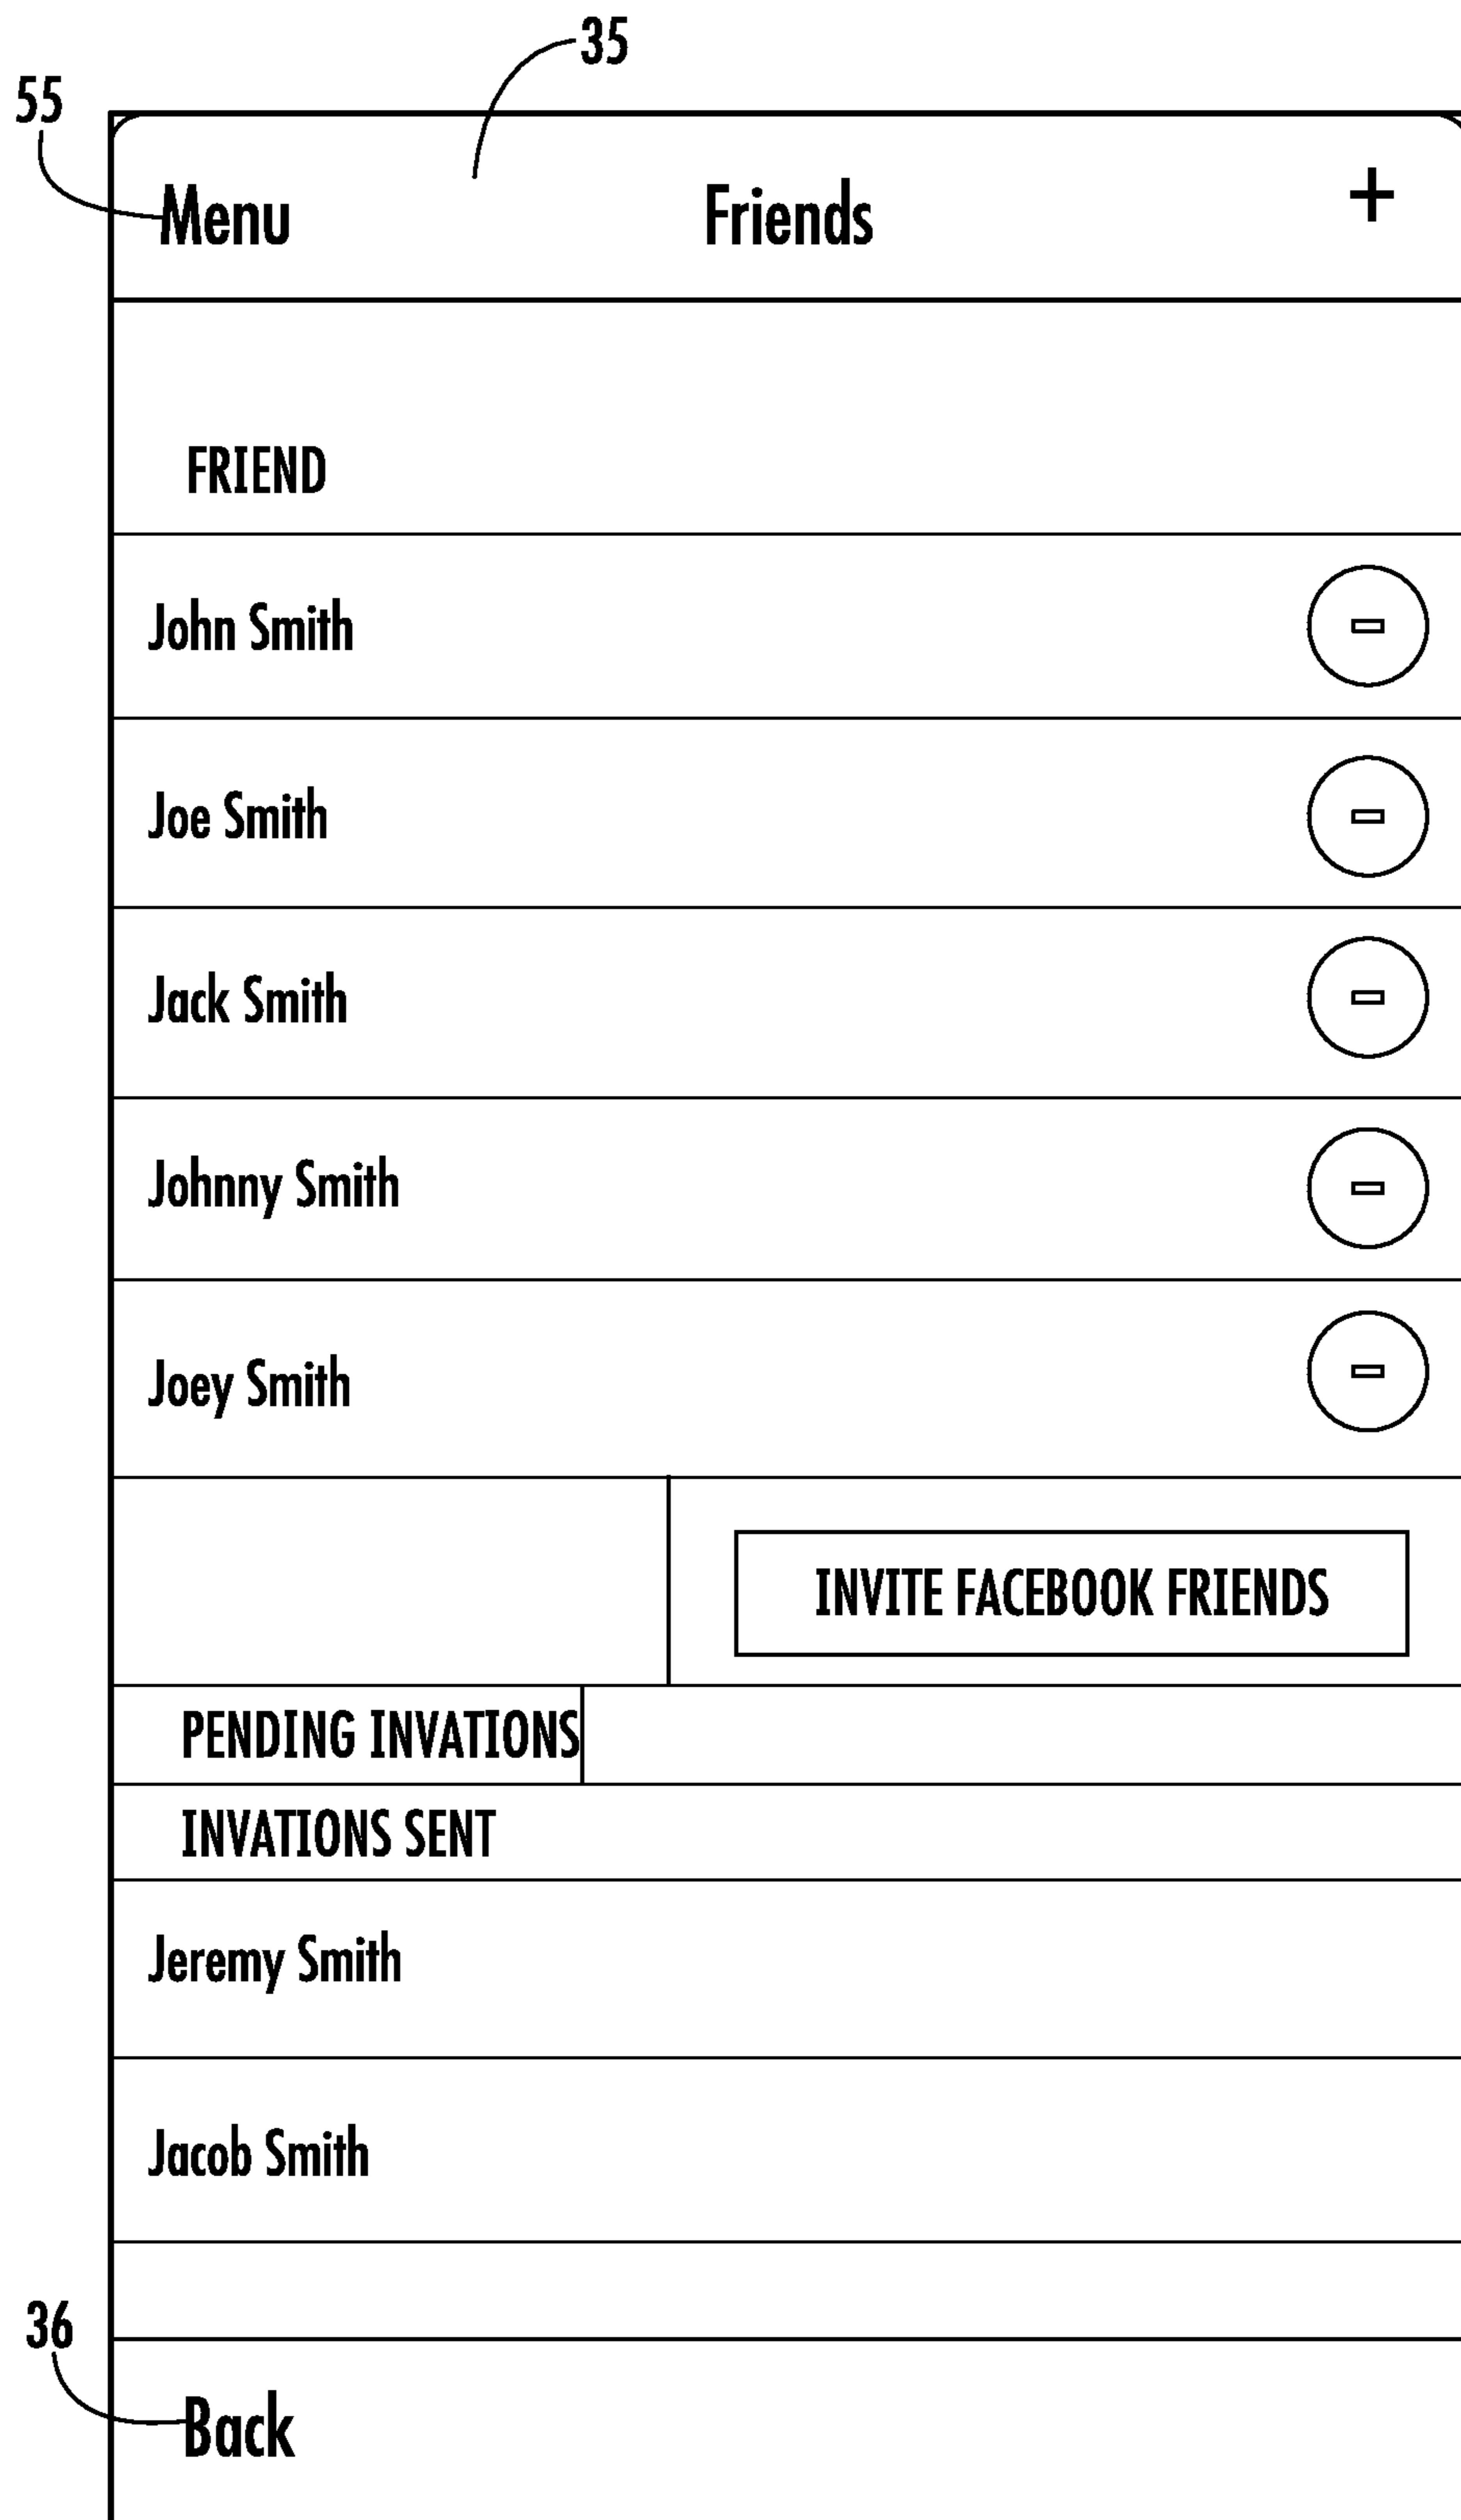 35
55
Menu Friends +
FRIEND
John Smith
Joe Smith
Jack Smith
Johnny Smith
Joey Smith
INVITE FACEBOOK FRIENDS
PENDING INVATIONS
INVATIONS SENT
Jeremy Smith
Jacob Smith
36
Back